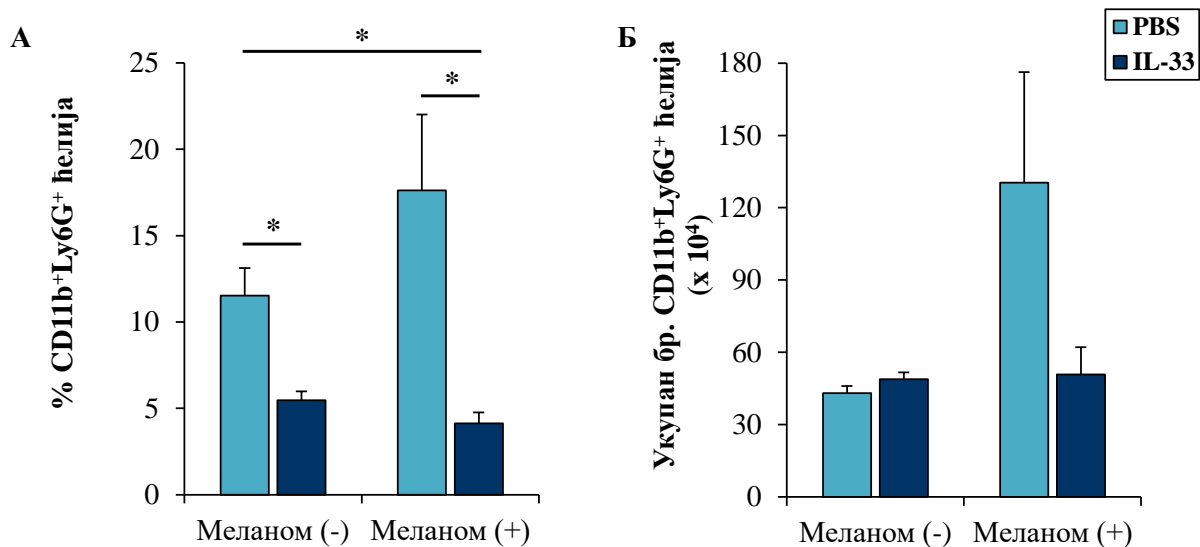 А
*
*
*
25
20
15
10
5
0
% CD11b⁺Ly6G⁺ ћелија
Меланом (-) Меланом (+)
Б
PBS
IL-33
180
150
120
90
60
30
0
Укупан бр. CD11b⁺Ly6G⁺ ћелија
(x 10⁴)
Меланом (-) Меланом (+)